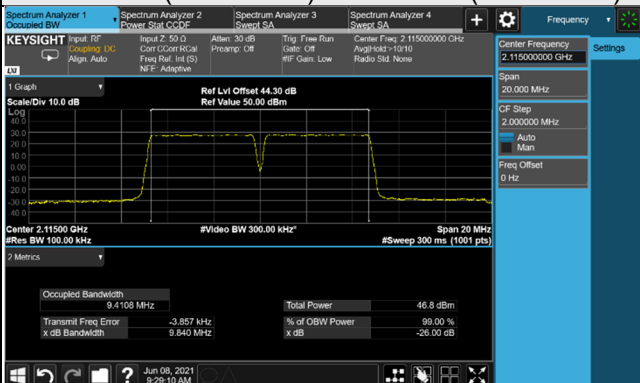 Spectrum Analyzer 1
Occupied BW
Spectrum Analyzer 2
Power Stat CCDF
Spectrum Analyzer 3
Swept SA
Spectrum Analyzer 4
Swept SA
Frequency
KEYSIGHT
Input: RF
Coupling: DC
Align: Auto
Input Z: 50 Ω
Corr CCorr RCal
Freq Ref: Int (S)
NFE: Adaptive
Atten: 30 dB
Preamp: Off
Trig: Free Run
Gate: Off
#IF Gain: Low
Center Freq: 2.115000000 GHz
Avg|Hold:>10/10
Radio Std: None
LXI
Center Frequency
2.115000000 GHz
Settings
Span
20.000 MHz
CF Step
2.000000 MHz
Auto
Man
Freq Offset
0 Hz
1 Graph
Scale/Div 10.0 dB
Ref Lvl Offset 44.30 dB
Ref Value 50.00 dBm
Log
40.0
30.0
20.0
10.0
0.00
-10.0
-20.0
-30.0
-40.0
Center 2.11500 GHz
#Video BW 300.00 kHz*
Span 20 MHz
#Res BW 100.00 kHz
#Sweep 300 ms (1001 pts)
2 Metrics
Occupied Bandwidth
9.4108 MHz
Total Power 46.8 dBm
Transmit Freq Error -3.857 kHz
% of OBW Power 99.00 %
x dB Bandwidth 9.840 MHz
x dB -26.00 dB
?
Jun 08, 2021
9:29:10 AM